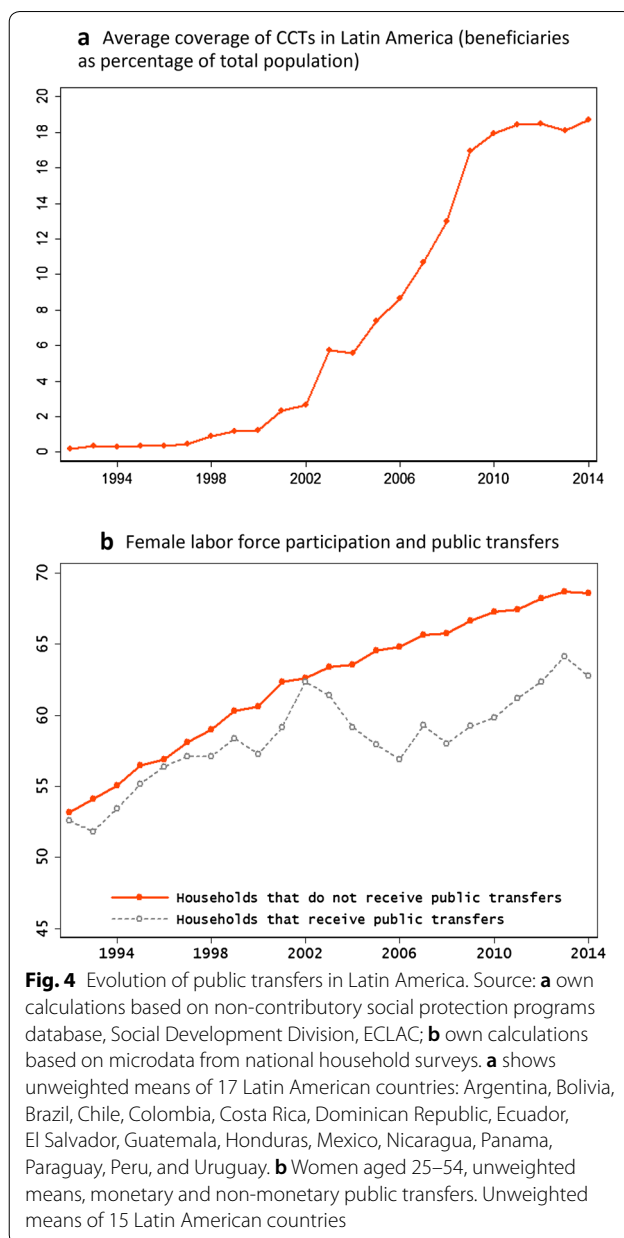 a Average coverage of CCTs in Latin America (beneficiaries
as percentage of total population)
20
18
16
14
12
10
8
6
4
2
0
1994 1998 2002 2006 2010 2014
b Female labor force participation and public transfers
70
65
60
55
50
45
Households that do not receive public transfers
Households that receive public transfers
1994 1998 2002 2006 2010 2014
Fig. 4 Evolution of public transfers in Latin America. Source: a own
calculations based on non-contributory social protection programs
database, Social Development Division, ECLAC; b own calculations
based on microdata from national household surveys. a shows
unweighted means of 17 Latin American countries: Argentina, Bolivia,
Brazil, Chile, Colombia, Costa Rica, Dominican Republic, Ecuador,
El Salvador, Guatemala, Honduras, Mexico, Nicaragua, Panama,
Paraguay, Peru, and Uruguay. b Women aged 25–54, unweighted
means, monetary and non-monetary public transfers. Unweighted
means of 15 Latin American countries